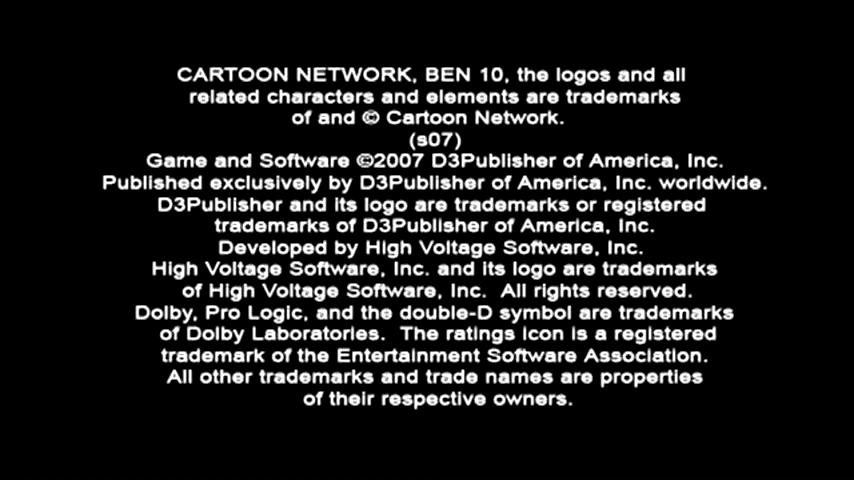 CARTOON NETWORK, BEN 10, the logos and all
related characters and elements are trademarks
of and © Cartoon Network.
(s07)
Game and Software ©2007 D3Publisher of America, Inc.
Published exclusively by D3Publisher of America, Inc. worldwide.
D3Publisher and its logo are trademarks or registered
trademarks of D3Publisher of America, Inc.
Developed by High Voltage Software, Inc.
High Voltage Software, Inc. and its logo are trademarks
of High Voltage Software, Inc.  All rights reserved.
Dolby, Pro Logic, and the double-D symbol are trademarks
of Dolby Laboratories.  The ratings icon is a registered
trademark of the Entertainment Software Association.
All other trademarks and trade names are properties
of their respective owners.